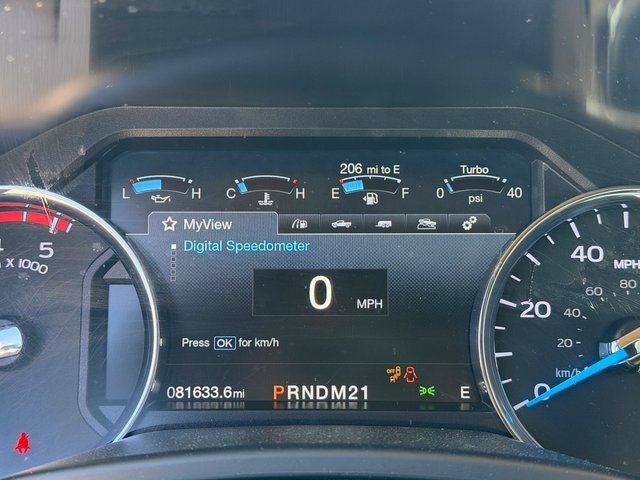 206 mi to E
Turbo
L H C H E F 0 40
psi
MyView
Digital Speedometer
0 MPH
Press OK for km/h
081633.6mi PRNDM21 E
5
x 1000
40 MPH
80
60
20 40
20
km/h
0
OFF